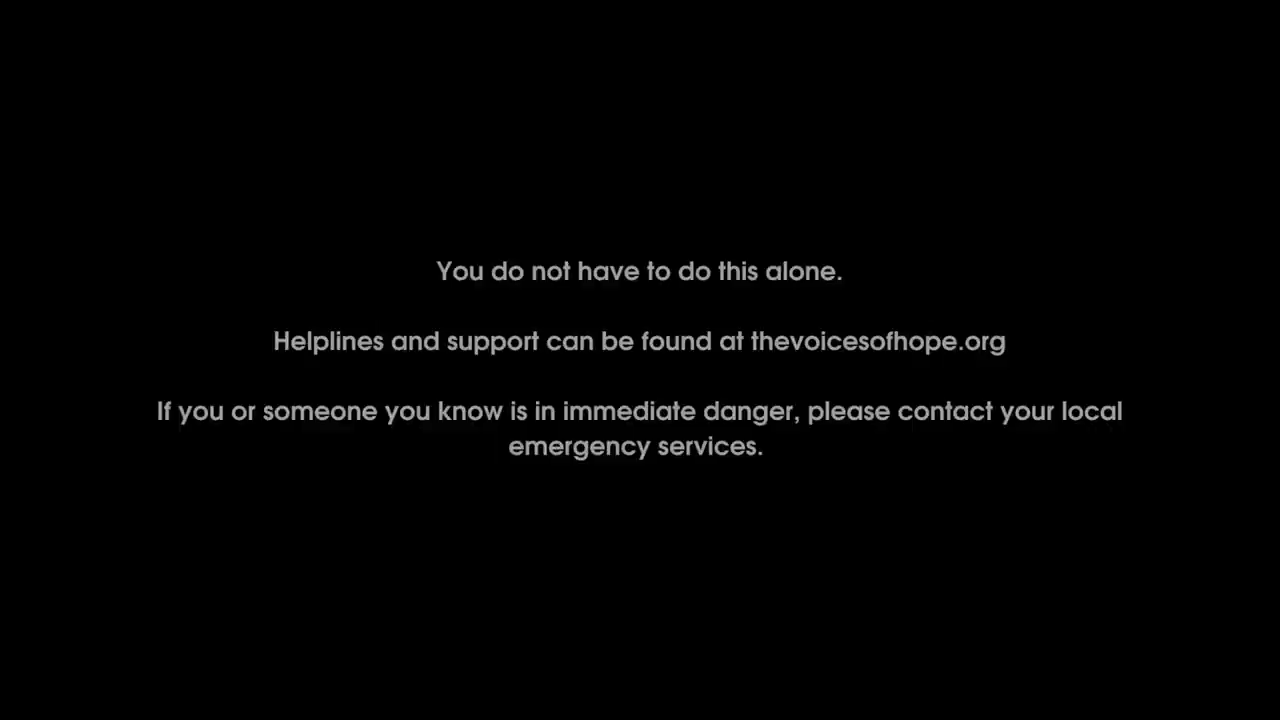 You do not have to do this alone.
Helplines and support can be found at thevoicesofhope.org
If you or someone you know is in immediate danger, please contact your local
emergency services.